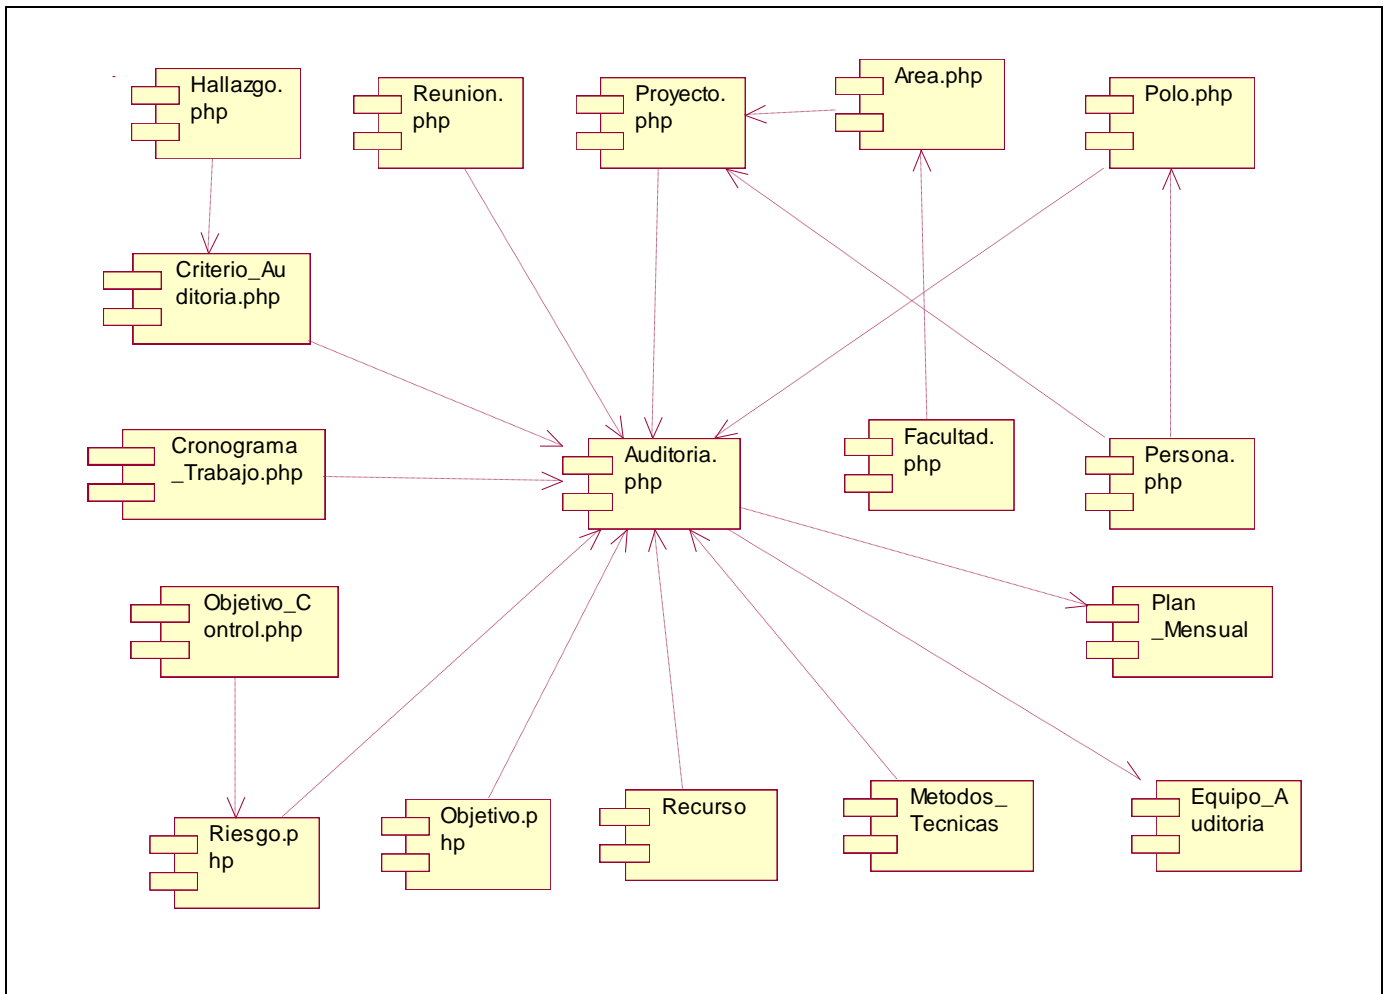 Hallazgo.
php
Reunion.
php
Proyecto.
php
Area.php
Polo.php
Criterio_Au
ditoria.php
Cronograma
_Trabajo.php
Auditoria.
php
Facultad.
php
Persona.
php
Objetivo_C
ontrol.php
Plan
_Mensual
Riesgo.p
hp
Objetivo.p
hp
Recurso
Metodos_
Tecnicas
Equipo_A
uditoria